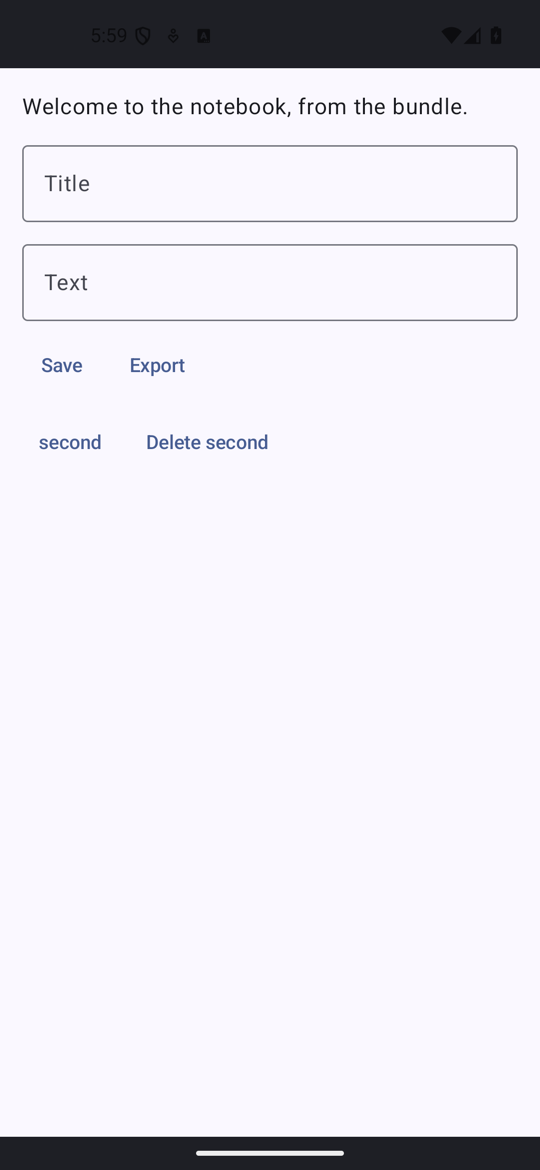 5:59
Welcome to the notebook, from the bundle.
Title
Text
Save Export
second Delete second